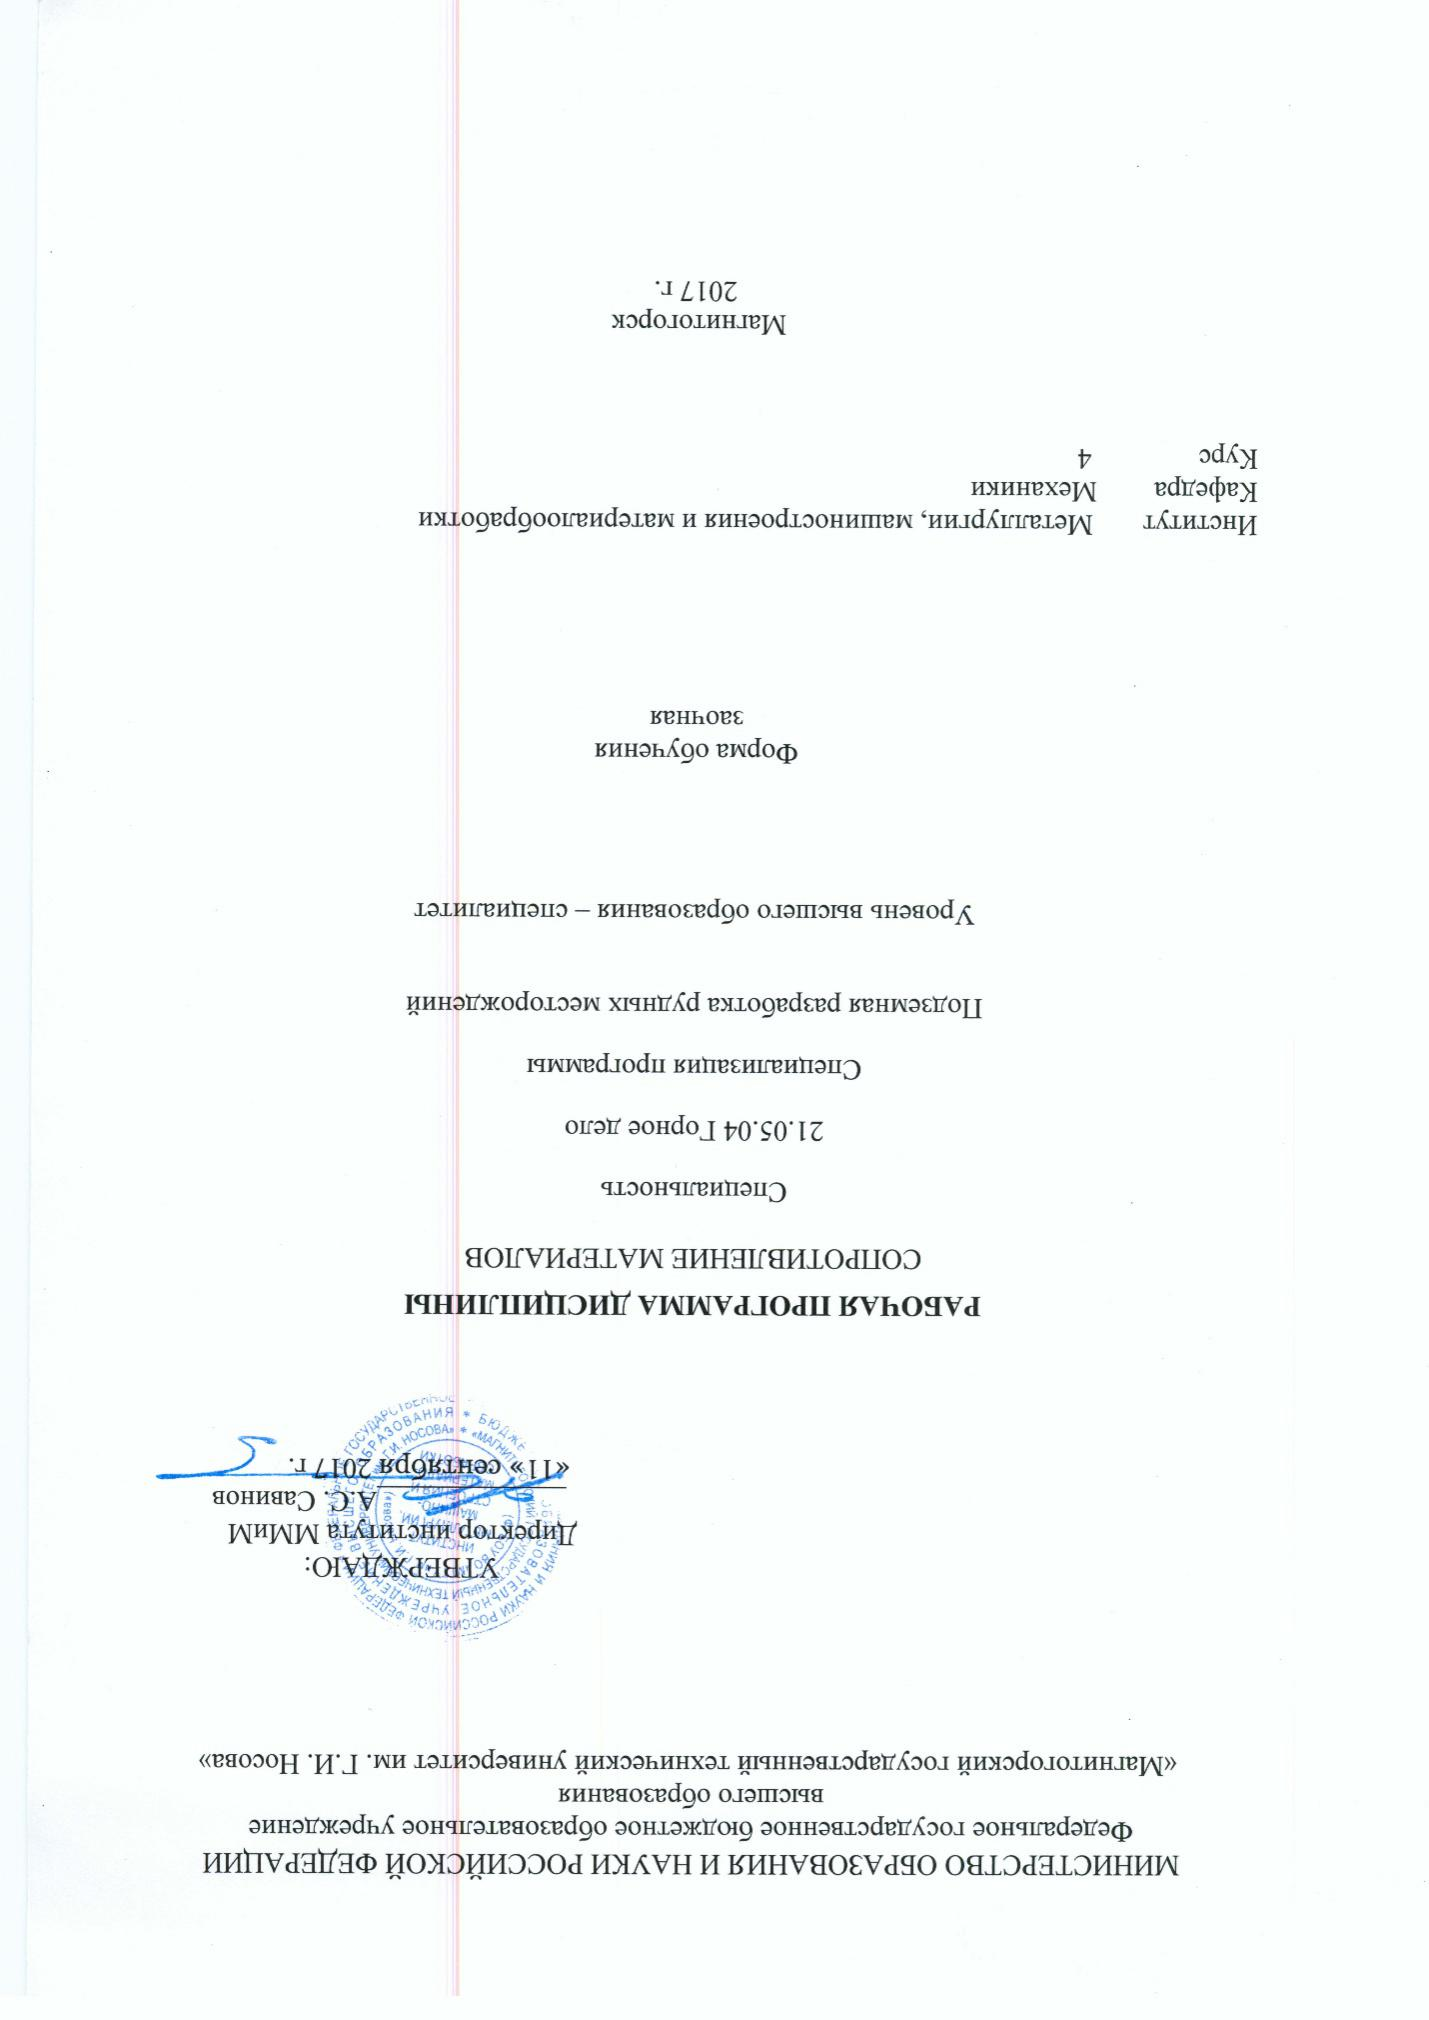 МИНИСТЕРСТВО ОБРАЗОВАНИЯ И НАУКИ РОССИЙСКОЙ ФЕДЕРАЦИИ
Федеральное государственное бюджетное образовательное учреждение
высшего образования
«Магнитогорский государственный технический университет им. Г.И. Носова»
УТВЕРЖДАЮ:
Директор института ММиМ
А.С. Савинов
«11» сентября 2017 г.
РАБОЧАЯ ПРОГРАММА ДИСЦИПЛИНЫ
СОПРОТИВЛЕНИЕ МАТЕРИАЛОВ
Специальность
21.05.04 Горное дело
Специализация программы
Подземная разработка рудных месторождений
Уровень высшего образования – специалитет
Форма обучения
заочная
Институт Металлургии, машиностроения и материалообработки
Кафедра Механики
Курс 4
Магнитогорск
2017 г.